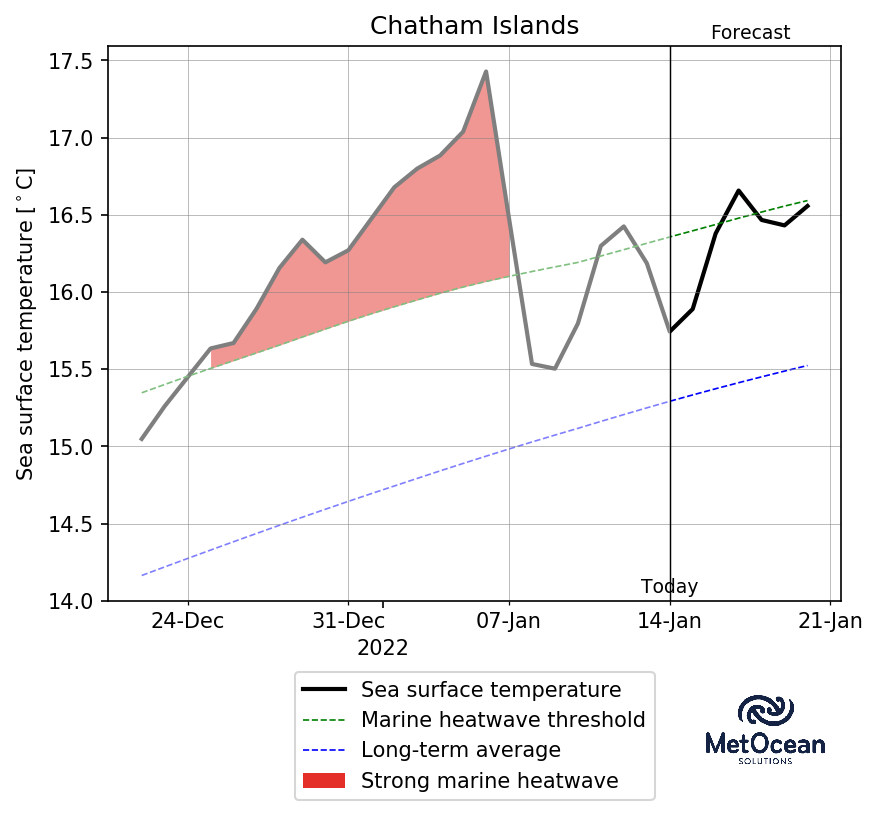 Chatham Islands
Forecast
Sea surface temperature [°C]
17.5
17.0
16.5
16.0
15.5
15.0
14.5
14.0
Today
24-Dec 31-Dec 07-Jan 14-Jan 21-Jan
2022
Sea surface temperature
Marine heatwave threshold
Long-term average
Strong marine heatwave
MetOcean
SOLUTIONS